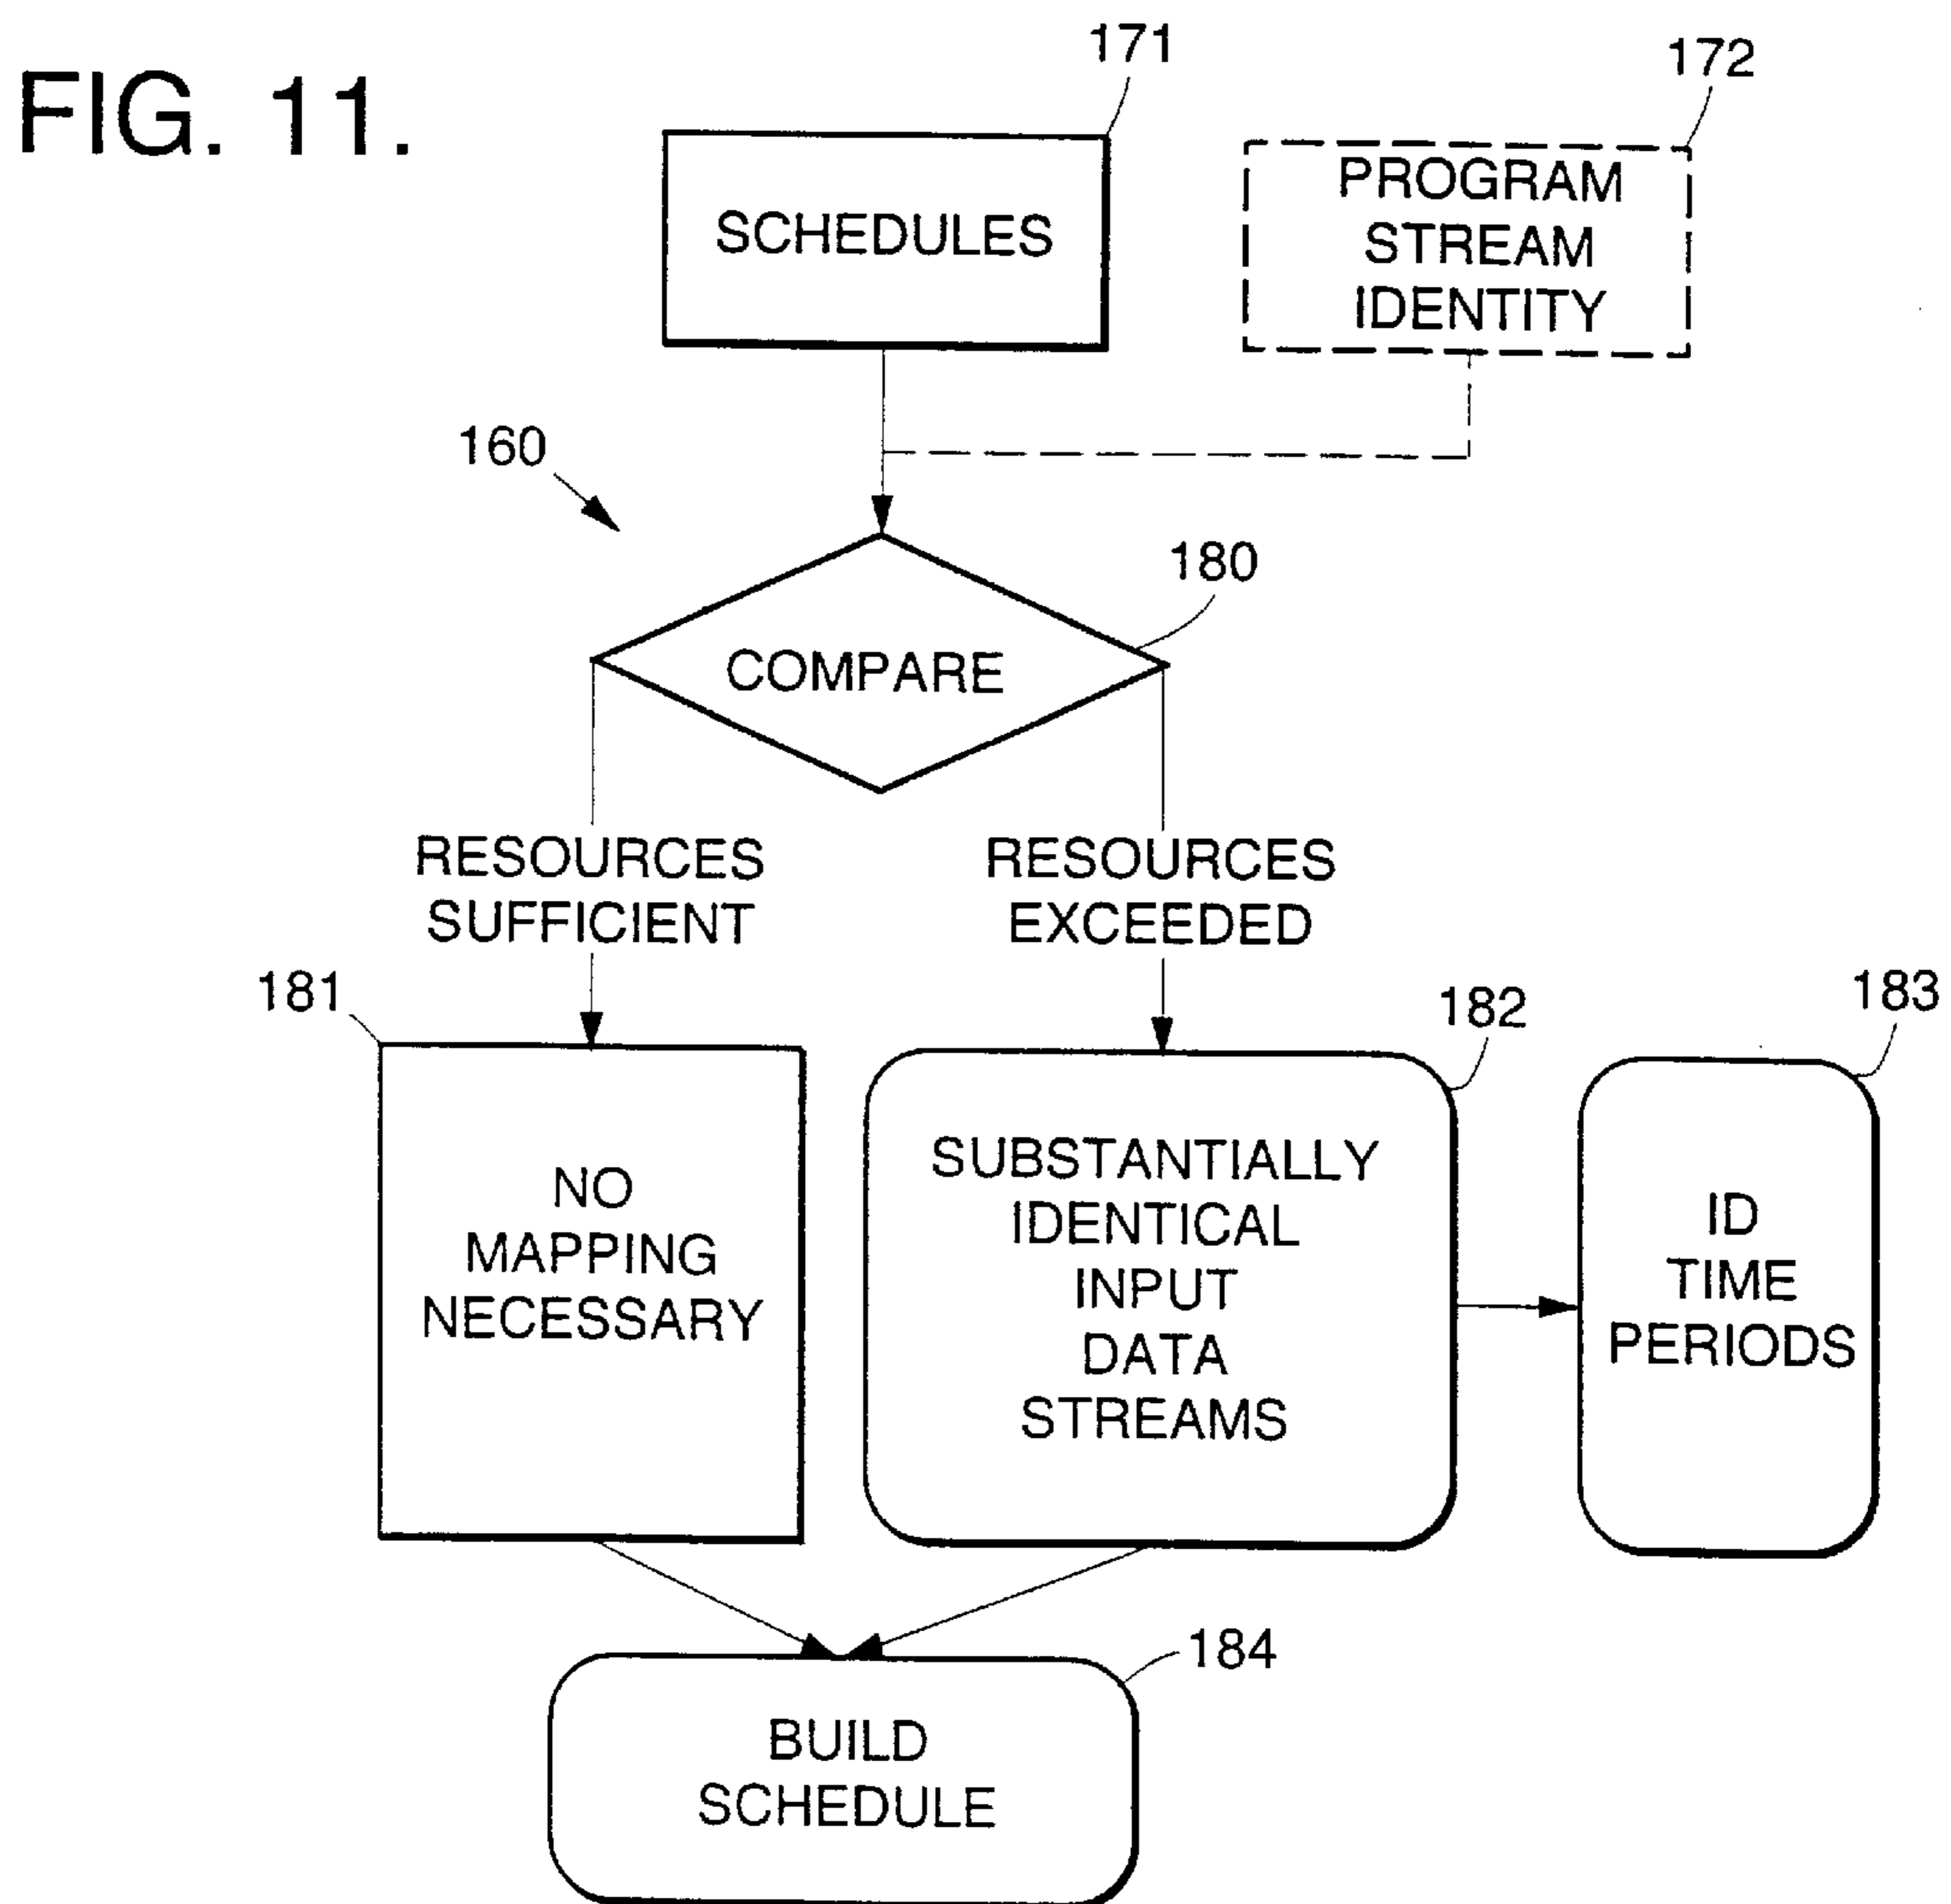 FIG. 11.
171
172
SCHEDULES
PROGRAM
STREAM
IDENTITY
160
180
COMPARE
RESOURCES
SUFFICIENT
RESOURCES
EXCEEDED
181
182
183
NO
MAPPING
NECESSARY
SUBSTANTIALLY
IDENTICAL
INPUT
DATA
STREAMS
ID
TIME
PERIODS
184
BUILD
SCHEDULE